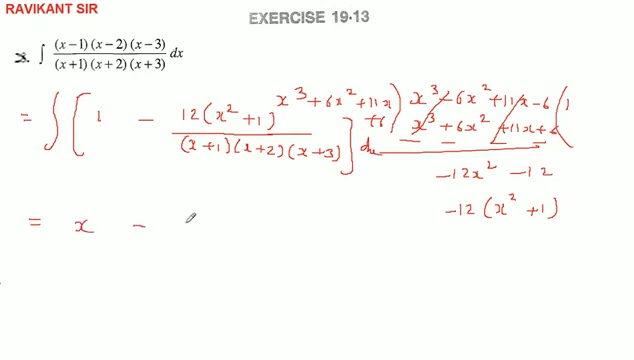 RAVIKANT SIR
EXERCISE 19·13
28. ∫ (x−1)(x−2)(x−3) / (x+1)(x+2)(x+3) dx
= ∫ [ 1 − 12(x² + 1) / (x+1)(x+2)(x+3) ] dx
x³ + 6x² + 11x + 6 ) x³ − 6x² + 11x − 6 ( 1
x³ + 6x² + 11x + 6
− − − −
−12x² − 12
−12 (x² + 1)
= x −